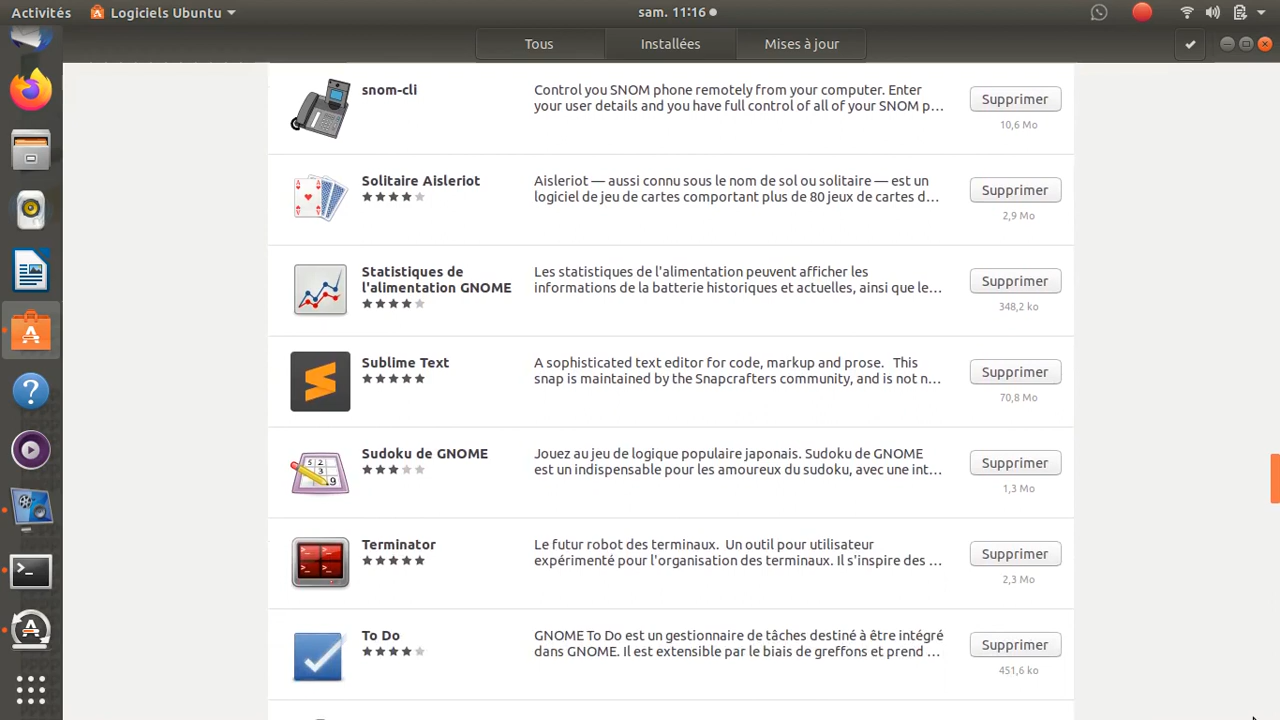 Activités Logiciels Ubuntu sam. 11:16
Tous Installées Mises à jour
snom-cli
Control you SNOM phone remotely from your computer. Enter
your user details and you have full control of all of your SNOM p…
Supprimer
10,6 Mo
Solitaire Aisleriot
Aisleriot — aussi connu sous le nom de sol ou solitaire — est un
logiciel de jeu de cartes comportant plus de 80 jeux de cartes d…
Supprimer
2,9 Mo
Statistiques de
l'alimentation GNOME
Les statistiques de l'alimentation peuvent afficher les
informations de la batterie historiques et actuelles, ainsi que le…
Supprimer
348,2 ko
Sublime Text
A sophisticated text editor for code, markup and prose. This
snap is maintained by the Snapcrafters community, and is not n…
Supprimer
70,8 Mo
Sudoku de GNOME
Jouez au jeu de logique populaire japonais. Sudoku de GNOME
est un indispensable pour les amoureux du sudoku, avec une int…
Supprimer
1,3 Mo
Terminator
Le futur robot des terminaux. Un outil pour utilisateur
expérimenté pour l'organisation des terminaux. Il s'inspire des …
Supprimer
2,3 Mo
To Do
GNOME To Do est un gestionnaire de tâches destiné à être intégré
dans GNOME. Il est extensible par le biais de greffons et prend …
Supprimer
451,6 ko